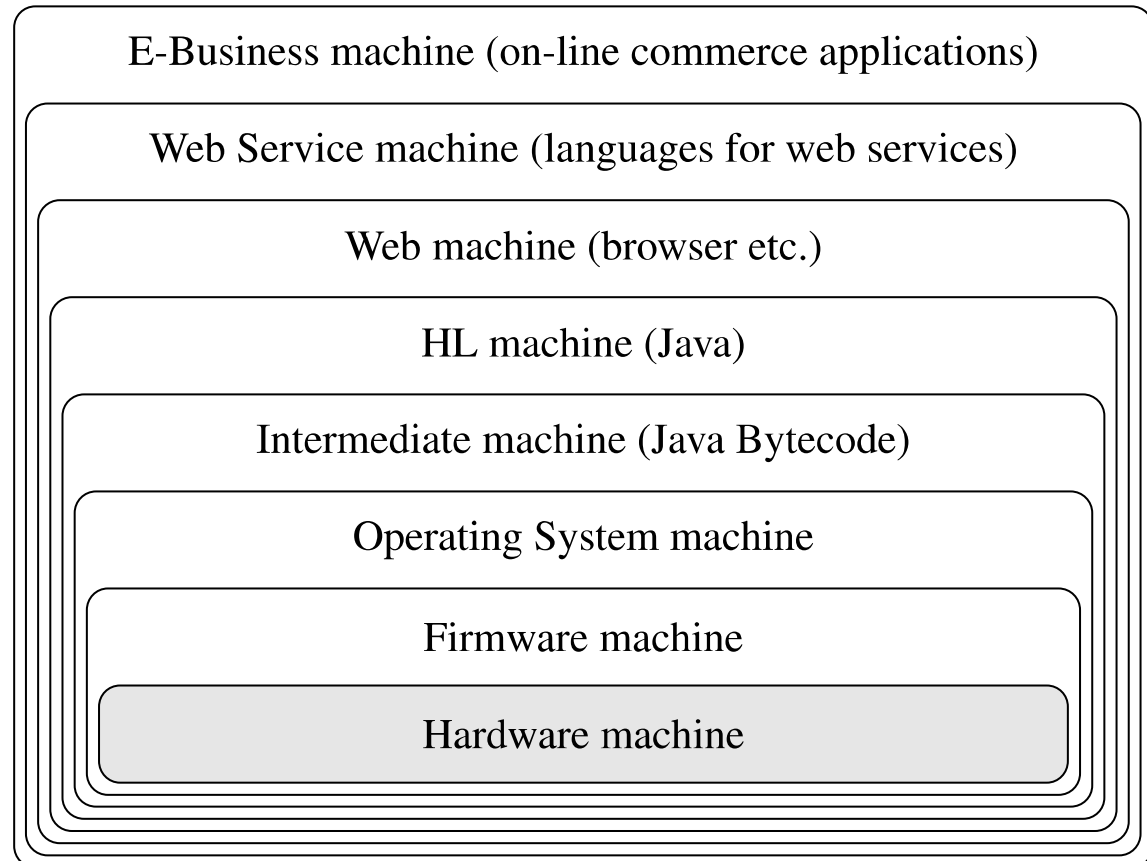 E-Business machine (on-line commerce applications)
Web Service machine (languages for web services)
Web machine (browser etc.)
HL machine (Java)
Intermediate machine (Java Bytecode)
Operating System machine
Firmware machine
Hardware machine